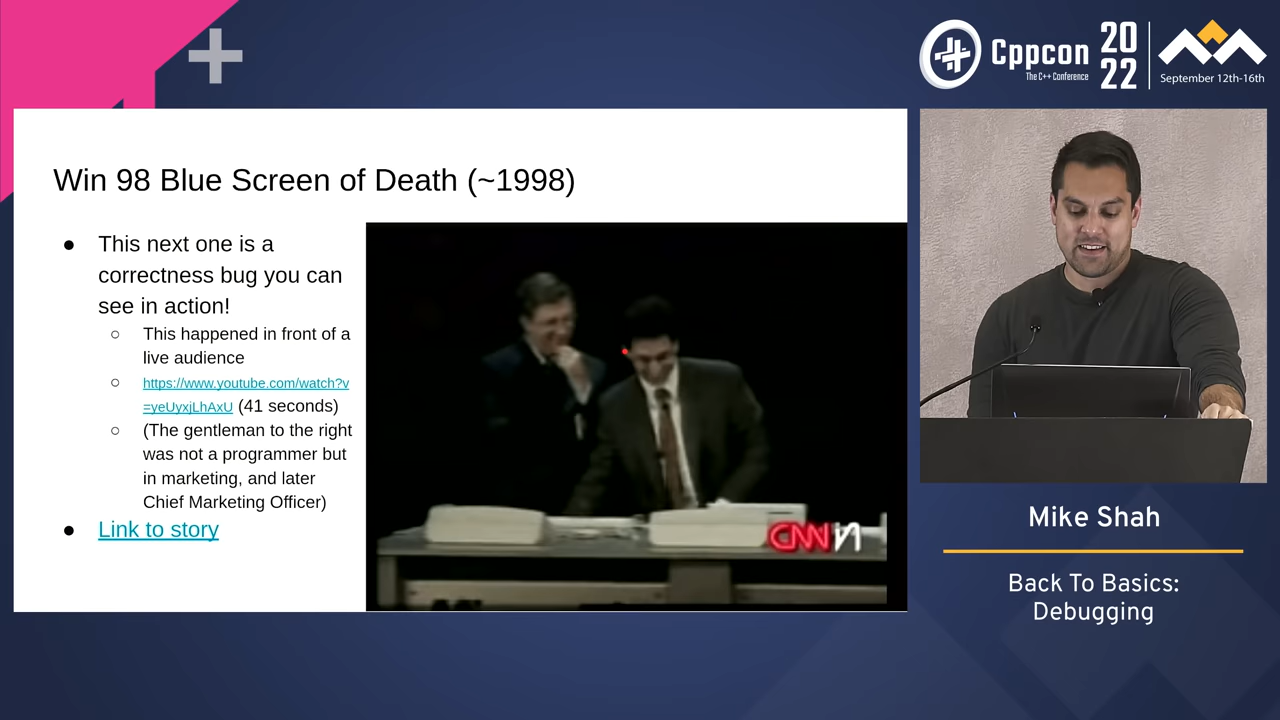 Cppcon
The C++ Conference
20
22
September 12th-16th
Win 98 Blue Screen of Death (~1998)
● This next one is a
correctness bug you can
see in action!
○ This happened in front of a
live audience
○ https://www.youtube.com/watch?v
=yeUyxjLhAxU (41 seconds)
○ (The gentleman to the right
was not a programmer but
in marketing, and later
Chief Marketing Officer)
● Link to story
CNN
Mike Shah
Back To Basics:
Debugging